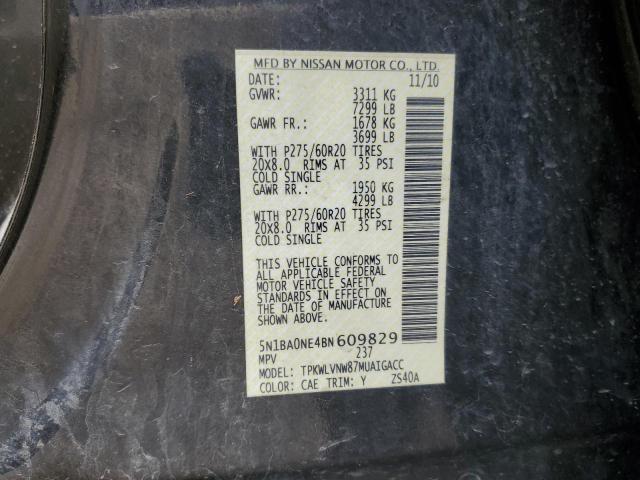 MFD BY NISSAN MOTOR CO., LTD.
DATE: 11/10
GVWR: 3311 KG
7299 LB
GAWR FR.: 1678 KG
3699 LB
WITH P275/60R20 TIRES
20X8.0 RIMS AT 35 PSI
COLD SINGLE
GAWR RR.: 1950 KG
4299 LB
WITH P275/60R20 TIRES
20X8.0 RIMS AT 35 PSI
COLD SINGLE
THIS VEHICLE CONFORMS TO
ALL APPLICABLE FEDERAL
MOTOR VEHICLE SAFETY
STANDARDS IN EFFECT ON
THE DATE OF MANUFACTURE
SHOWN ABOVE.
5N1BA0NE4BN609829
MPV 237
MODEL: TPKWLVNW87MUAIGACC
COLOR: CAE TRIM: Y ZS40A